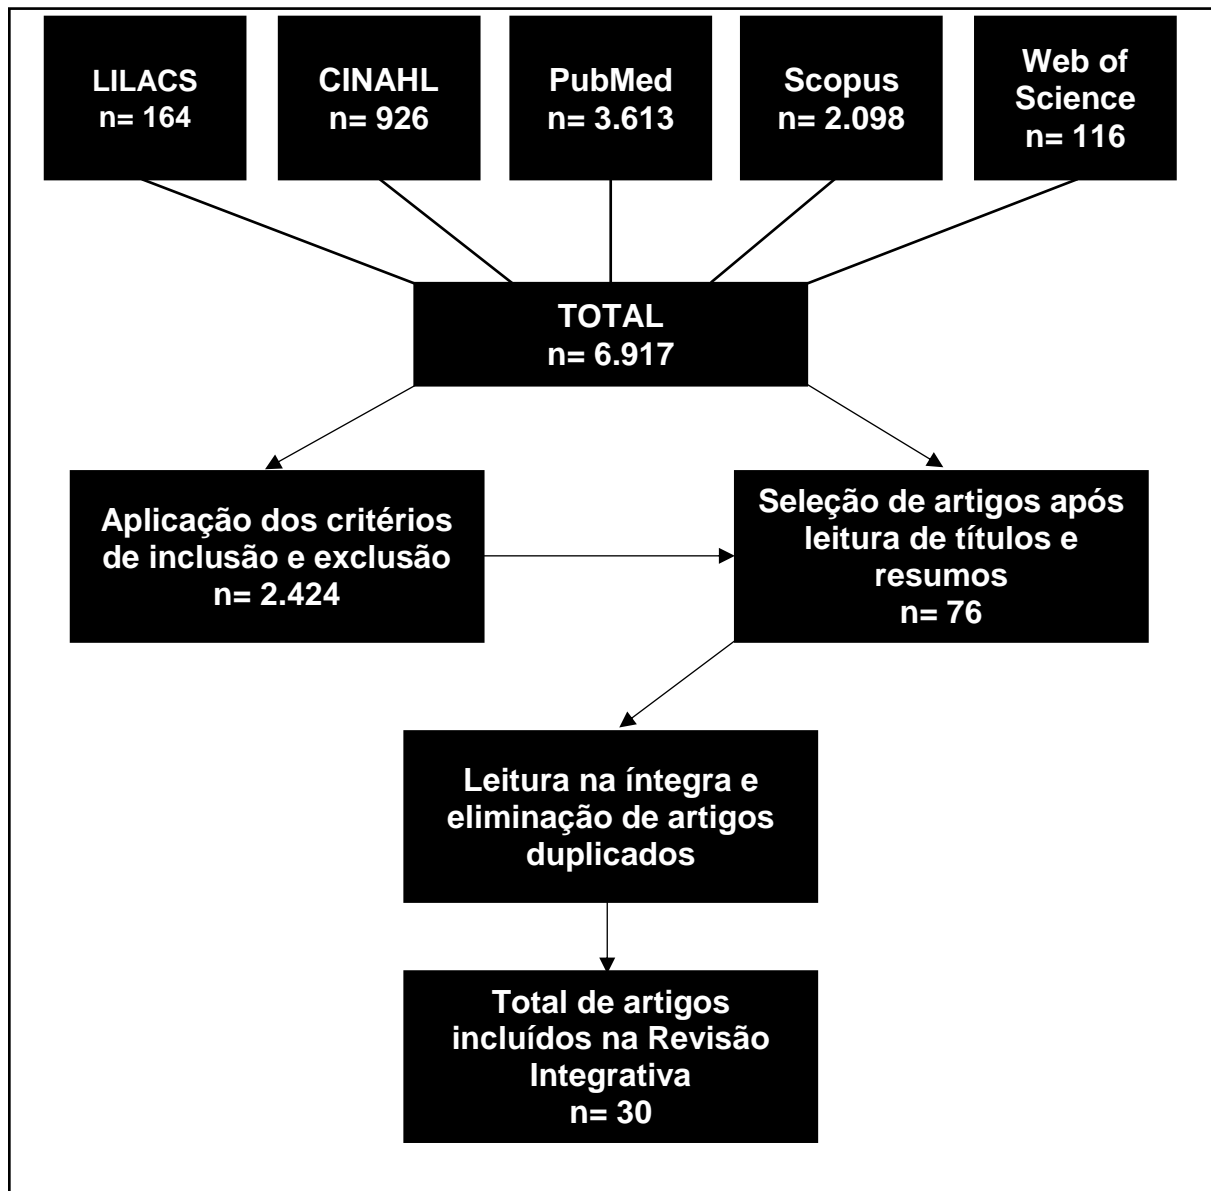 LILACS
n= 164
CINAHL
n= 926
PubMed
n= 3.613
Scopus
n= 2.098
Web of
Science
n= 116
TOTAL
n= 6.917
Aplicação dos critérios
de inclusão e exclusão
n= 2.424
Seleção de artigos após
leitura de títulos e
resumos
n= 76
Leitura na íntegra e
eliminação de artigos
duplicados
Total de artigos
incluídos na Revisão
Integrativa
n= 30